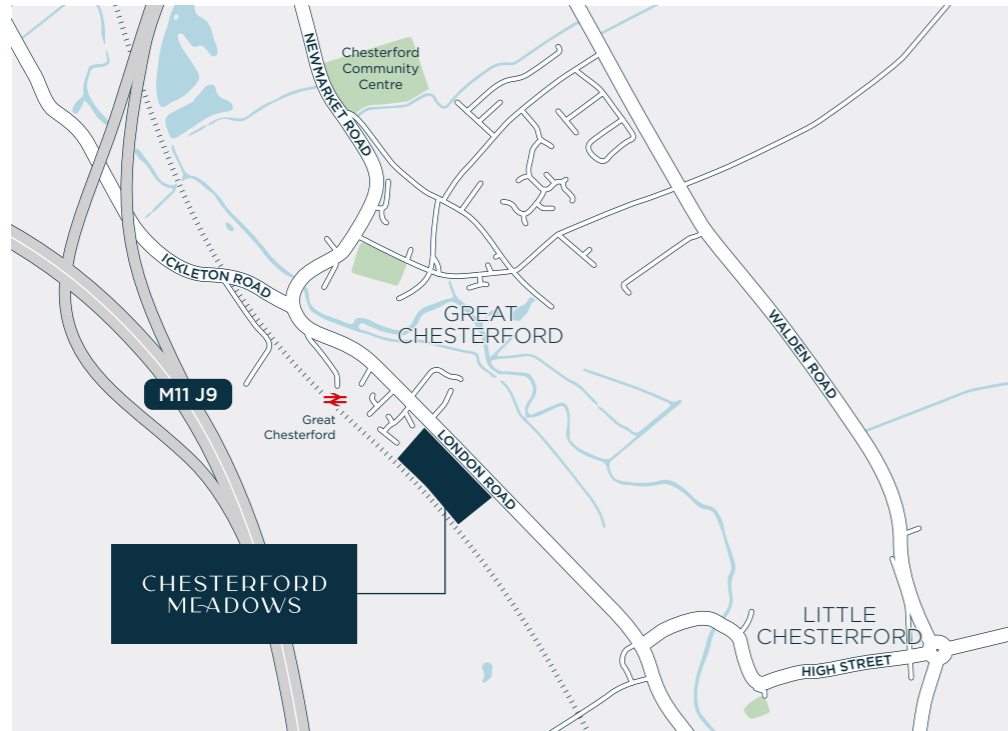 NEWMARKET ROAD
Chesterford
Community
Centre
ICKLETON ROAD
GREAT
CHESTERFORD
WALDEN ROAD
M11 J9
Great
Chesterford
LONDON ROAD
CHESTERFORD
MEADOWS
LITTLE
CHESTERFORD
HIGH STREET